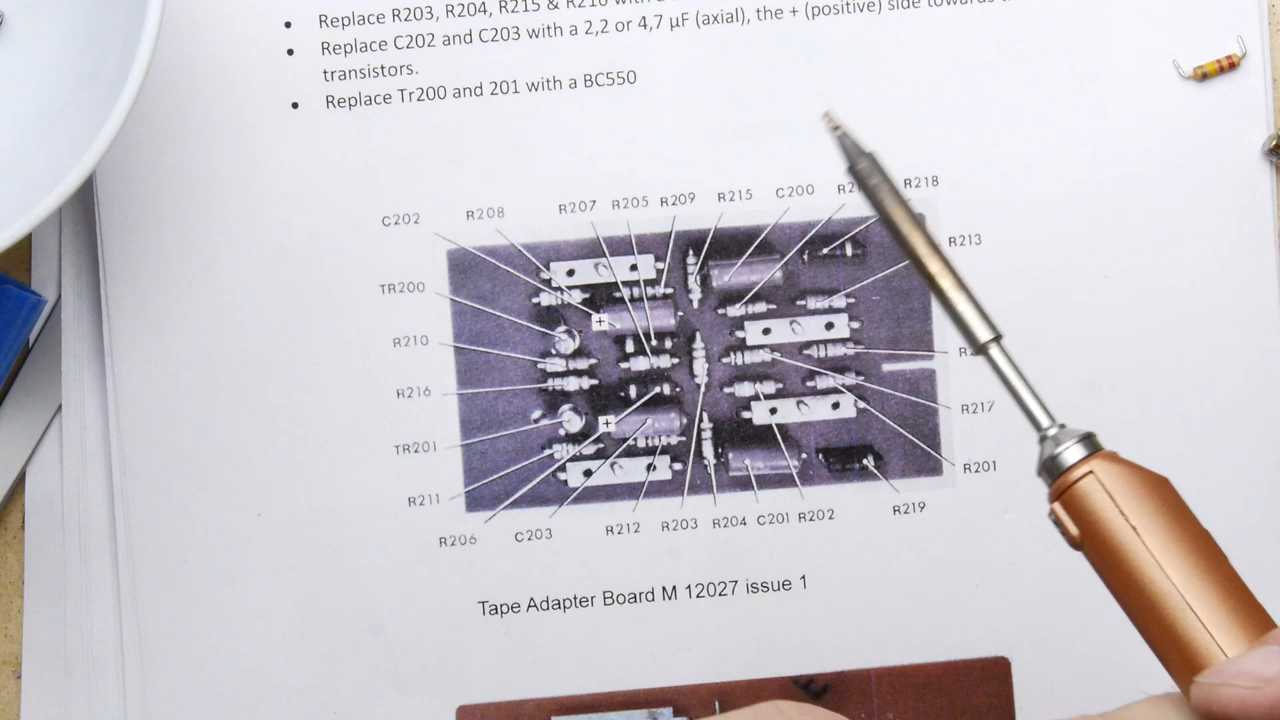 Replace R203, R204, R215 & R216 with a
Replace C202 and C203 with a 2,2 or 4,7 µF (axial), the + (positive) side towards
transistors.
Replace Tr200 and 201 with a BC550
C202 R208 R207 R205 R209 R215 C200 R218
R213
TR200
R210
R216
R217
TR201
R201
R211
R206 C203 R212 R203 R204 C201 R202 R219
+
+
Tape Adapter Board M 12027 issue 1